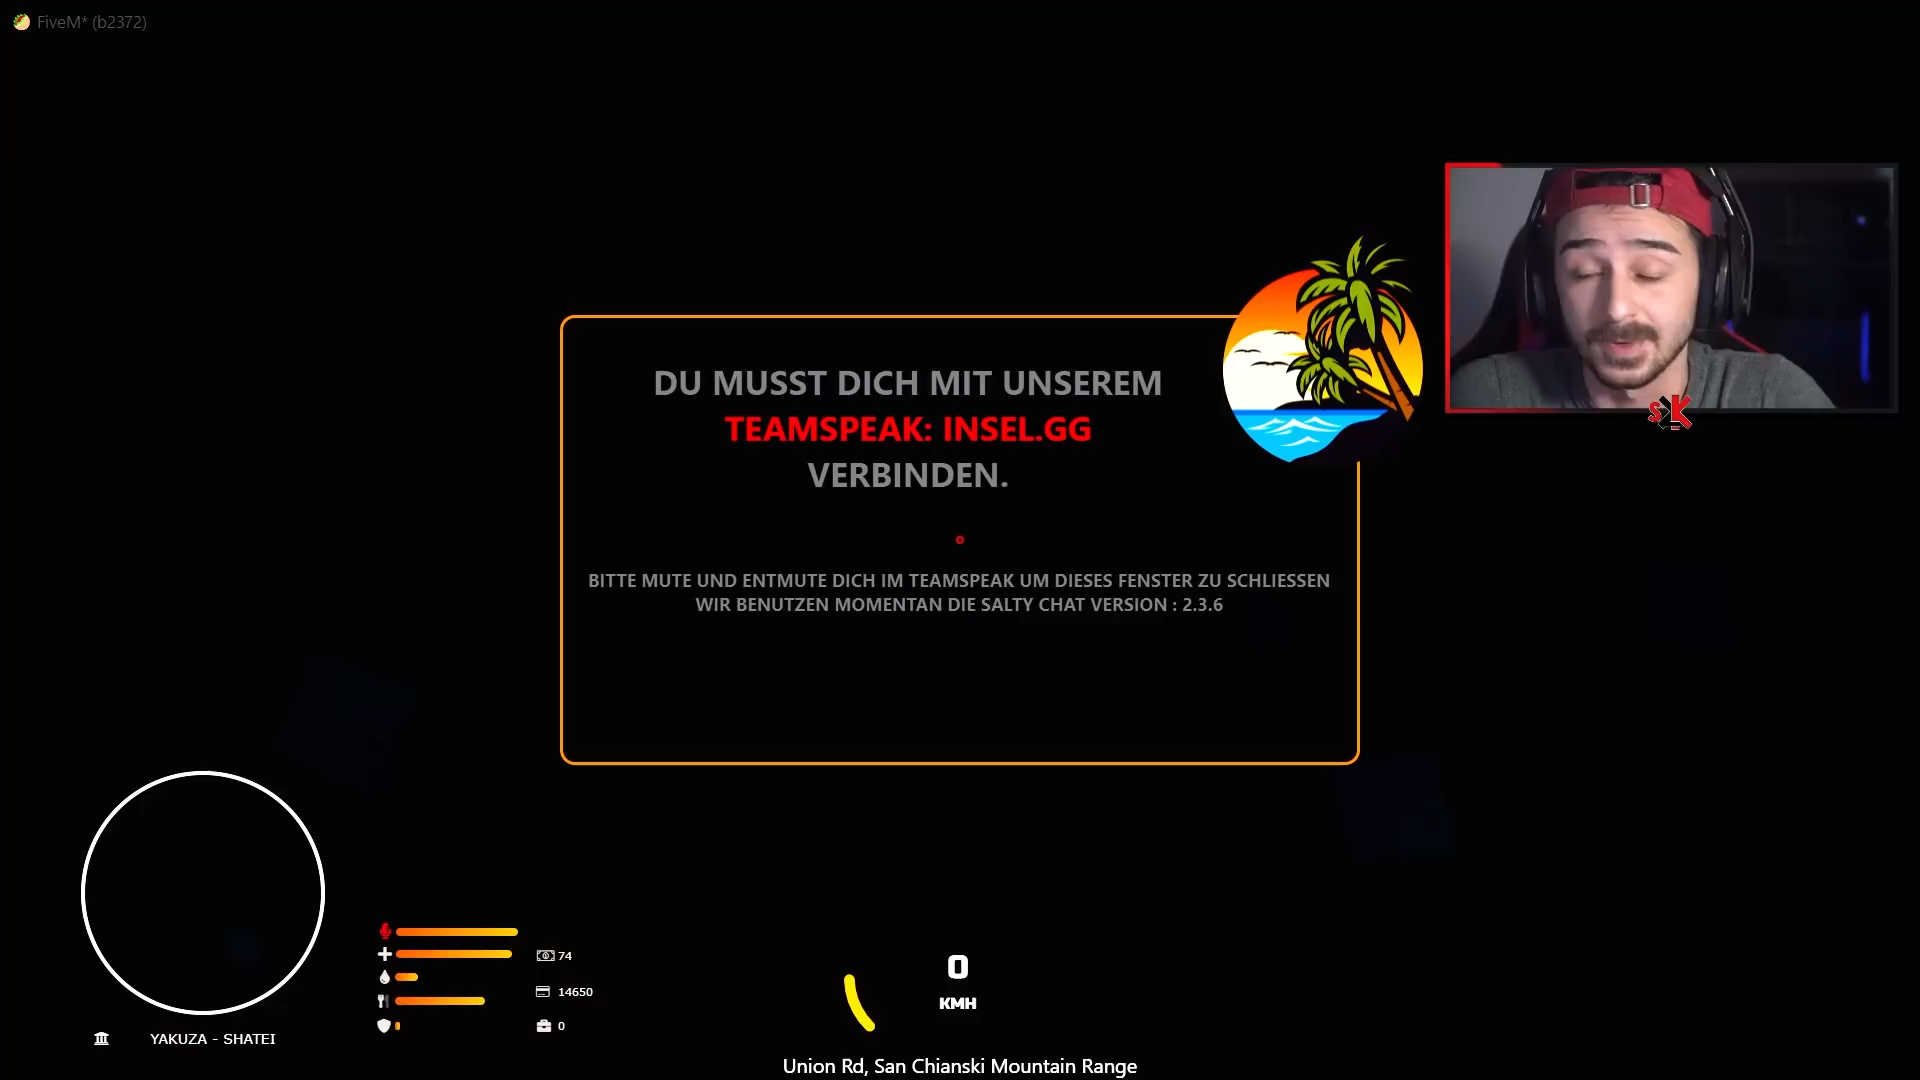 FiveM* (b2372)
DU MUSST DICH MIT UNSEREM
TEAMSPEAK: INSEL.GG
VERBINDEN.
BITTE MUTE UND ENTMUTE DICH IM TEAMSPEAK UM DIESES FENSTER ZU SCHLIESSEN
WIR BENUTZEN MOMENTAN DIE SALTY CHAT VERSION : 2.3.6
SK
74
14650
0
YAKUZA - SHATEI
0
KMH
Union Rd, San Chianski Mountain Range